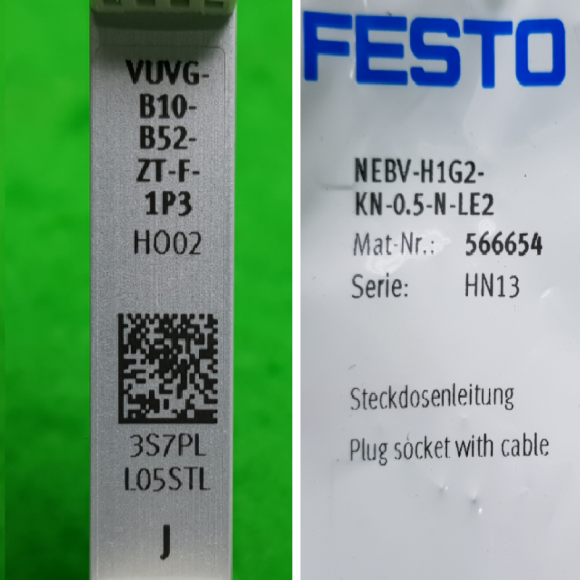 VUVG-
B10-
B52-
ZT-F-
1P3
HO02
3S7PL
L05STL
J
FESTO
NEBV-H1G2-
KN-0.5-N-LE2
Mat-Nr.: 566654
Serie: HN13
Steckdosenleitung
Plug socket with cable